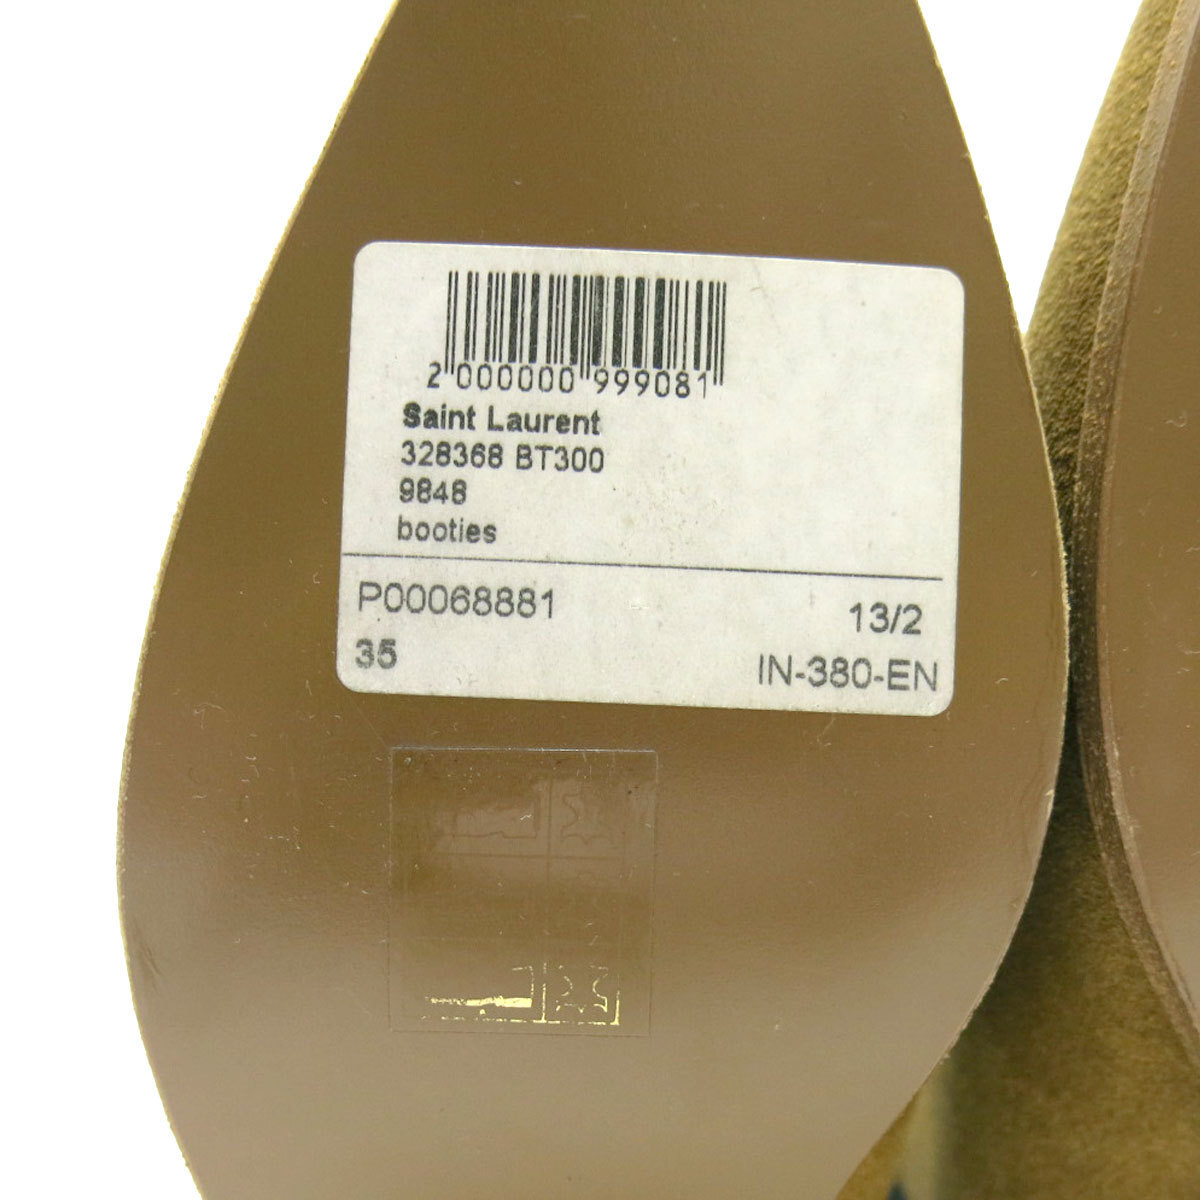 2 000000 999081
Saint Laurent
328368 BT300
9848
booties
P00068881 13/2
35 IN-380-EN